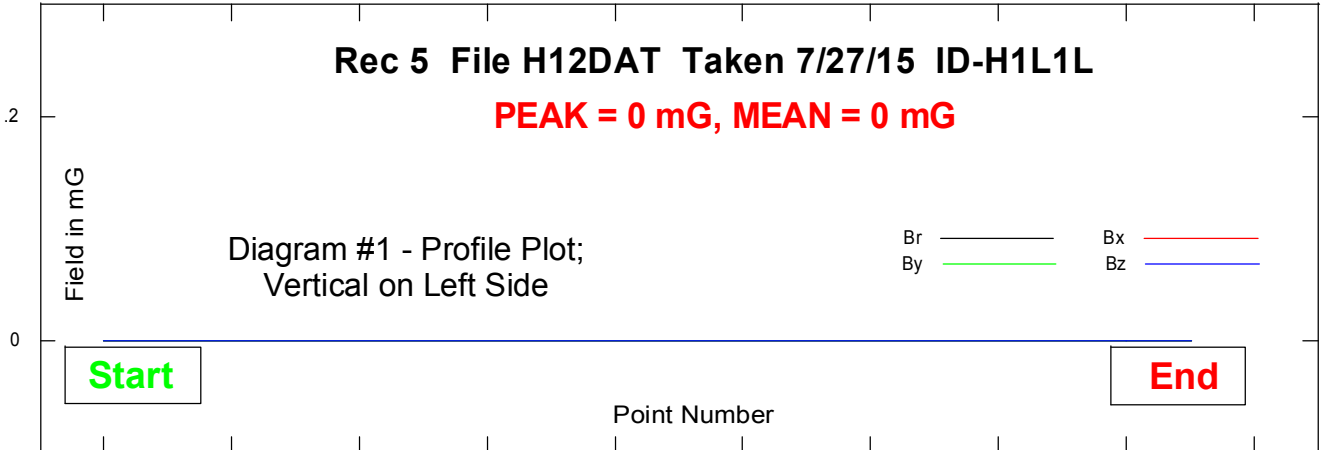 Rec 5 File H12DAT Taken 7/27/15 ID-H1L1L
PEAK = 0 mG, MEAN = 0 mG
.2
Field in mG
Diagram #1 - Profile Plot;
Vertical on Left Side
Br Bx
By Bz
0
Start End
Point Number